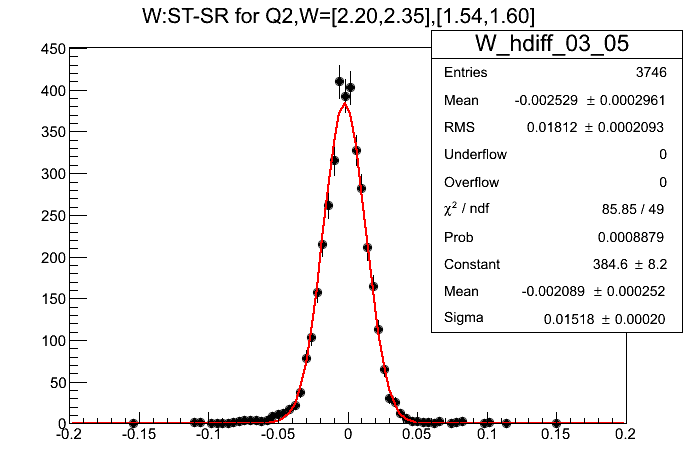 W:ST-SR for Q2,W=[2.20,2.35],[1.54,1.60]
W_hdiff_03_05
Entries 3746
Mean -0.002529 ± 0.0002961
RMS 0.01812 ± 0.0002093
Underflow 0
Overflow 0
χ² / ndf 85.85 / 49
Prob 0.0008879
Constant 384.6 ± 8.2
Mean -0.002089 ± 0.000252
Sigma 0.01518 ± 0.00020
450
400
350
300
250
200
150
100
50
0
-0.2 -0.15 -0.1 -0.05 0 0.05 0.1 0.15 0.2